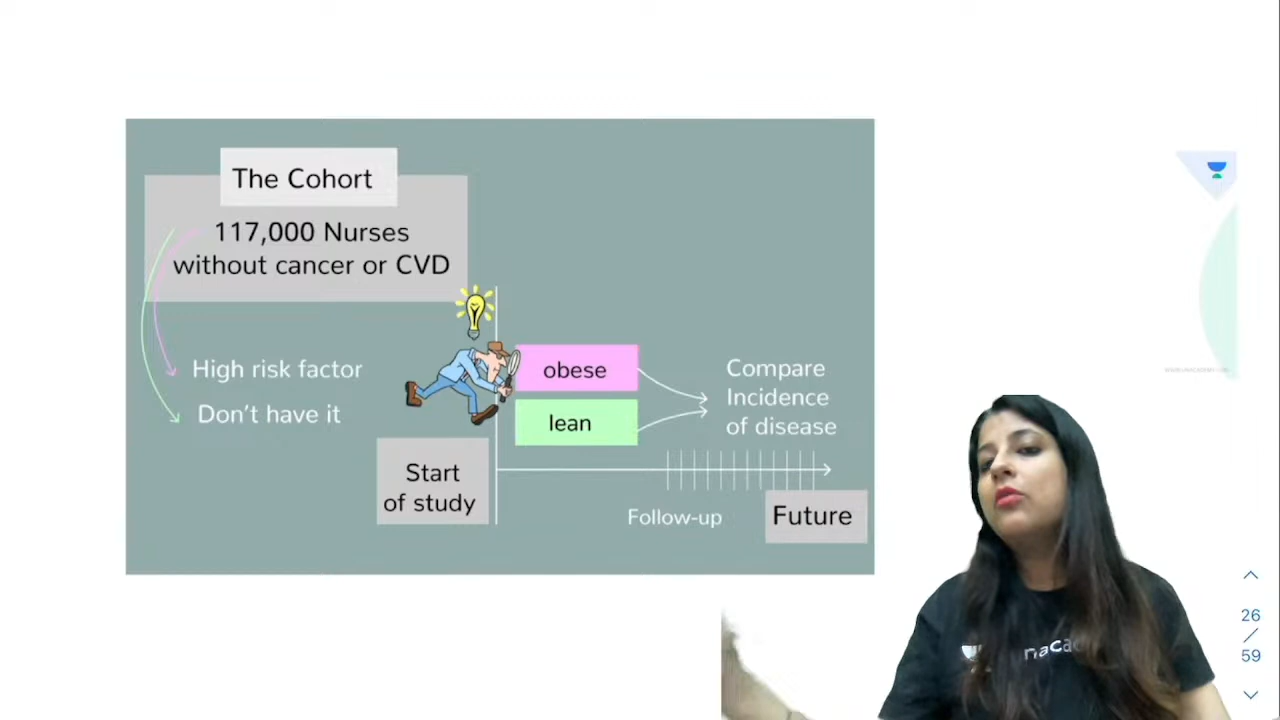 The Cohort
117,000 Nurses
without cancer or CVD
High risk factor
Don't have it
obese
lean
Compare
Incidence
of disease
Start
of study
Follow-up
Future
nacad
26
/
59